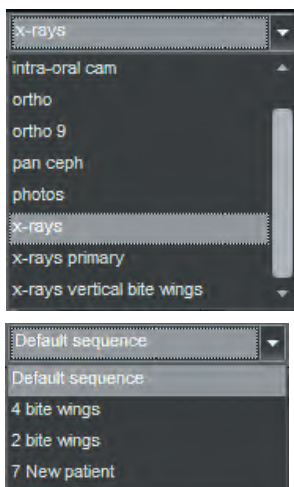 x-rays
intra-oral cam
ortho
ortho 9
pan ceph
photos
x-rays
x-rays primary
x-rays vertical bite wings
Default sequence
Default sequence
4 bite wings
2 bite wings
7 New patient